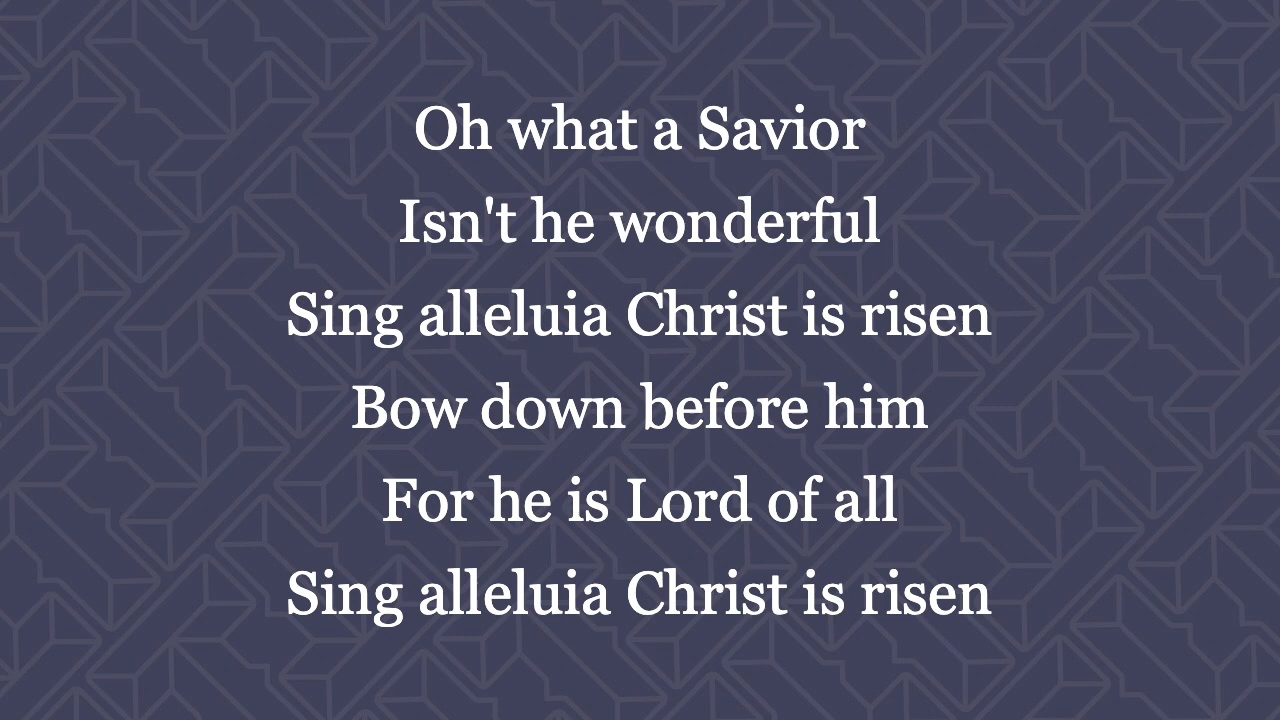 Oh what a Savior
Isn't he wonderful
Sing alleluia Christ is risen
Bow down before him
For he is Lord of all
Sing alleluia Christ is risen